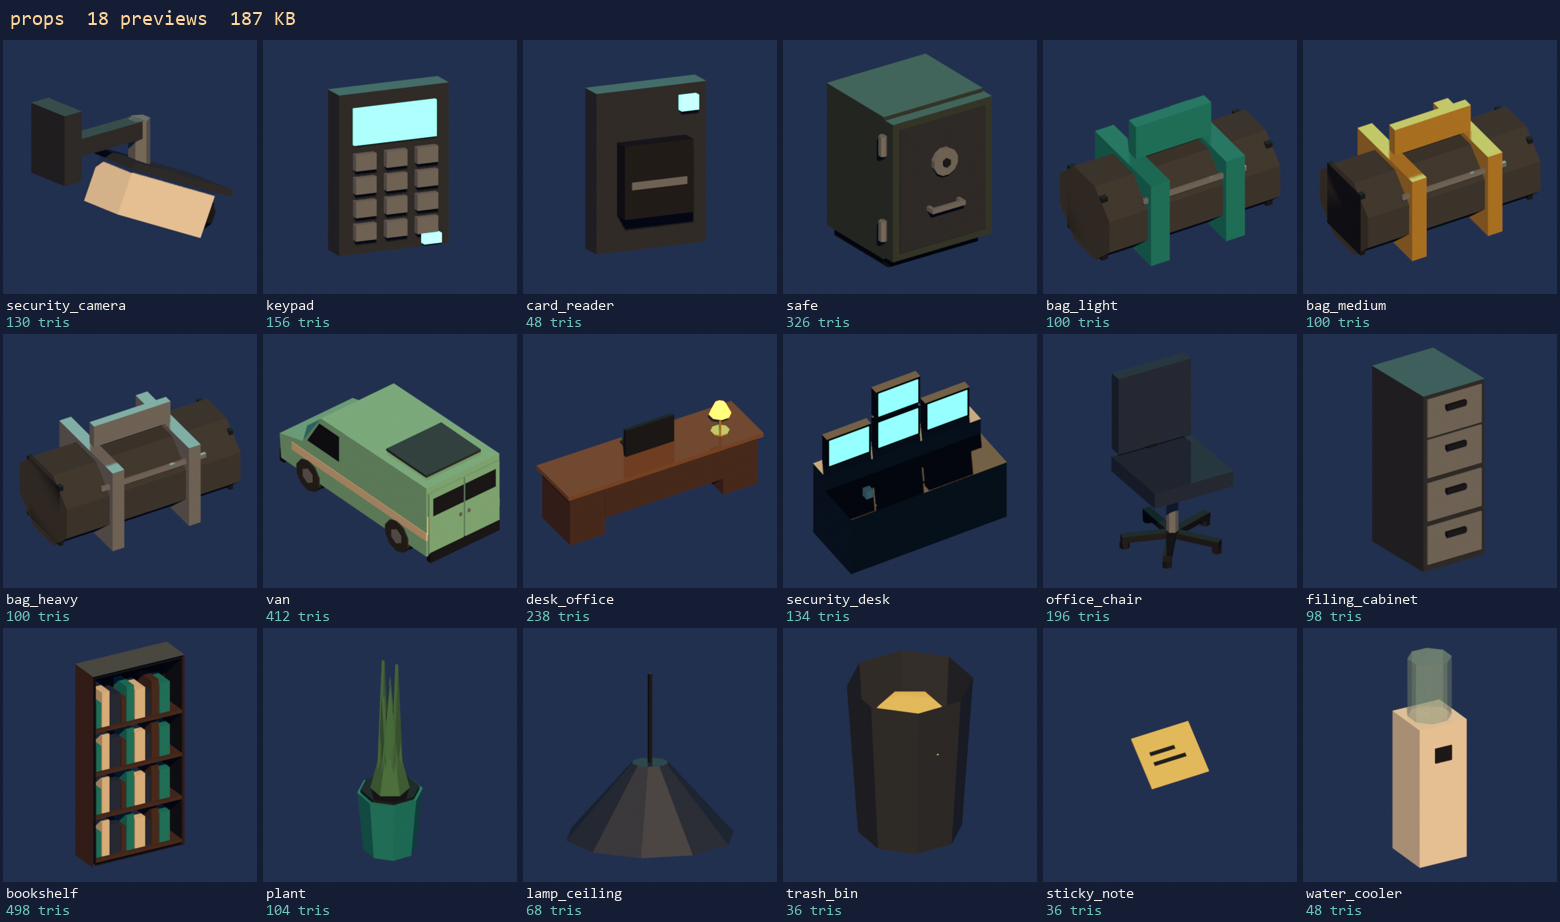 props 18 previews 187 KB
security_camera
130 tris
keypad
156 tris
card_reader
48 tris
safe
326 tris
bag_light
100 tris
bag_medium
100 tris
bag_heavy
100 tris
van
412 tris
desk_office
238 tris
security_desk
134 tris
office_chair
196 tris
filing_cabinet
98 tris
bookshelf
498 tris
plant
104 tris
lamp_ceiling
68 tris
trash_bin
36 tris
sticky_note
36 tris
water_cooler
48 tris